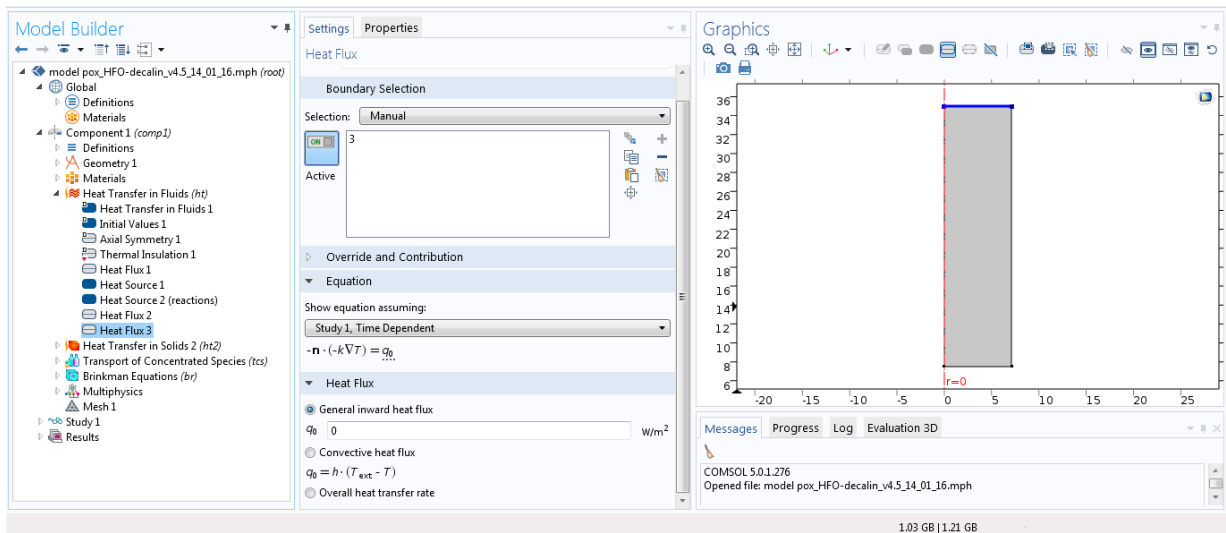 Model Builder
model pox_HFO-decalin_v4.5_14_01_16.mph (root)
Global
Definitions
Materials
Component 1 (comp1)
Definitions
Geometry 1
Materials
Heat Transfer in Fluids (ht)
Heat Transfer in Fluids 1
Initial Values 1
Axial Symmetry 1
Thermal Insulation 1
Heat Flux 1
Heat Source 1
Heat Source 2 (reactions)
Heat Flux 2
Heat Flux 3
Heat Transfer in Solids 2 (ht2)
Transport of Concentrated Species (tcs)
Brinkman Equations (br)
Multiphysics
Mesh 1
Study 1
Results
Settings Properties
Heat Flux
Boundary Selection
Selection: Manual
ON
3
Active
Override and Contribution
Equation
Show equation assuming:
Study 1, Time Dependent
-n · (-k∇T) = q₀
Heat Flux
General inward heat flux
q₀ 0 W/m²
Convective heat flux
q₀ = h · (Text - T)
Overall heat transfer rate
Graphics
36
34
32
30
28
26
24
22
20
18
16
14
12
10
8
6
r=0
-20 -15 -10 -5 0 5 10 15 20 25
Messages Progress Log Evaluation 3D
COMSOL 5.0.1.276
Opened file: model pox_HFO-decalin_v4.5_14_01_16.mph
1.03 GB | 1.21 GB